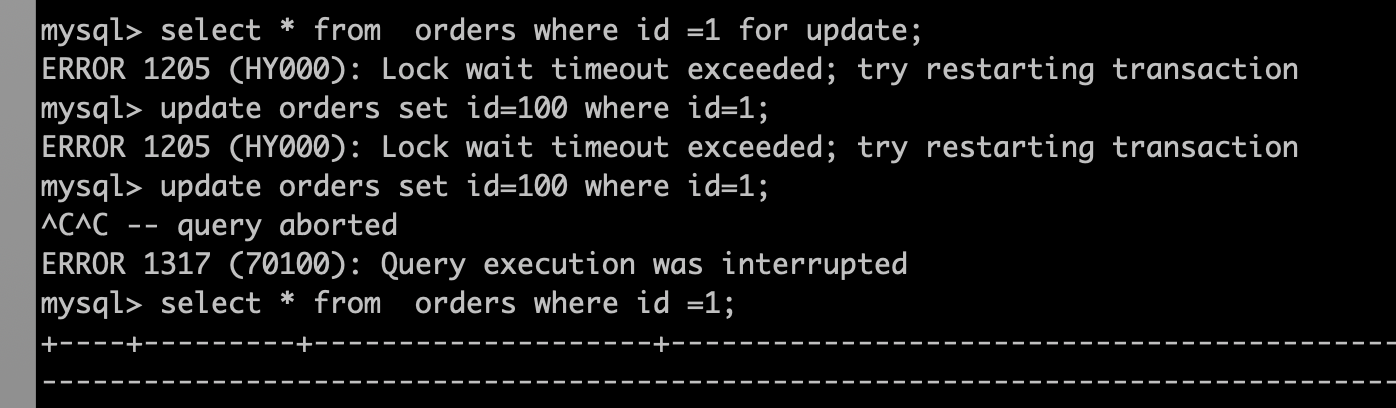 mysql> select * from  orders where id =1 for update;
ERROR 1205 (HY000): Lock wait timeout exceeded; try restarting transaction
mysql> update orders set id=100 where id=1;
ERROR 1205 (HY000): Lock wait timeout exceeded; try restarting transaction
mysql> update orders set id=100 where id=1;
^C^C -- query aborted
ERROR 1317 (70100): Query execution was interrupted
mysql> select * from  orders where id =1;
+----+---------+--------------------+-------------------------------------------
--------------------------------------------------------------------------------